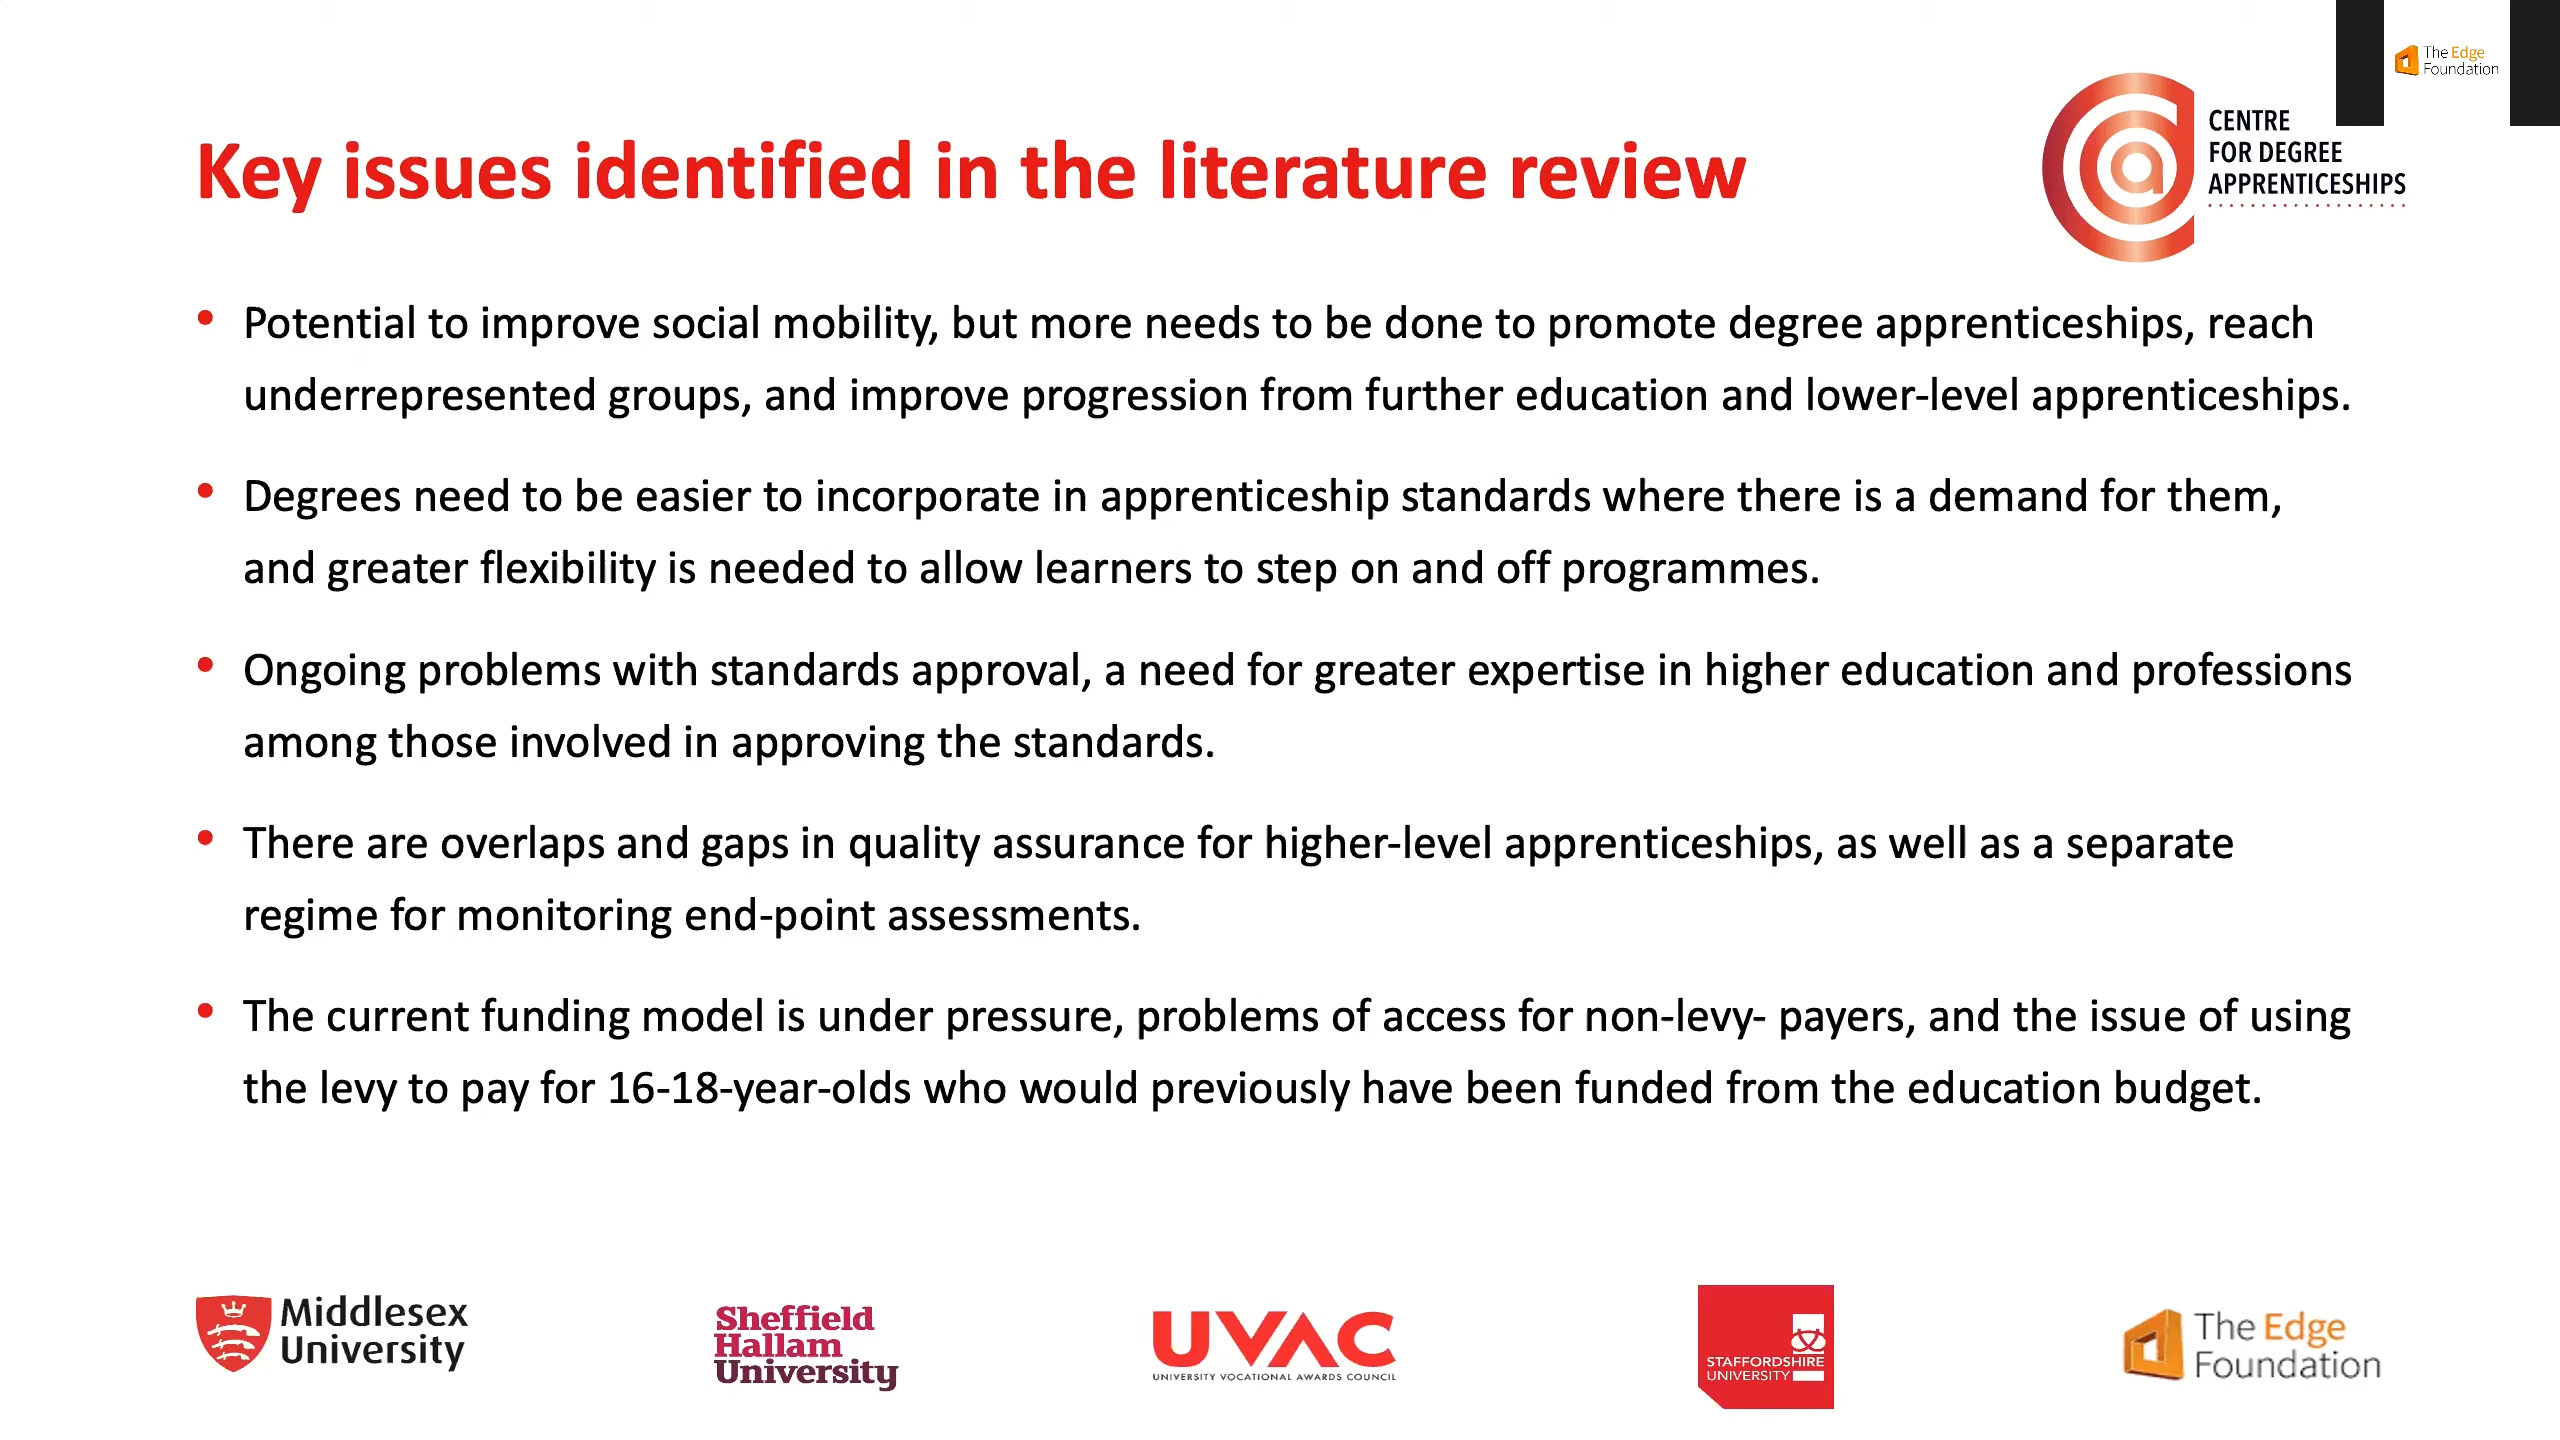 The Edge
Foundation
CENTRE
FOR DEGREE
APPRENTICESHIPS
Key issues identified in the literature review
• Potential to improve social mobility, but more needs to be done to promote degree apprenticeships, reach
underrepresented groups, and improve progression from further education and lower-level apprenticeships.
• Degrees need to be easier to incorporate in apprenticeship standards where there is a demand for them,
and greater flexibility is needed to allow learners to step on and off programmes.
• Ongoing problems with standards approval, a need for greater expertise in higher education and professions
among those involved in approving the standards.
• There are overlaps and gaps in quality assurance for higher-level apprenticeships, as well as a separate
regime for monitoring end-point assessments.
• The current funding model is under pressure, problems of access for non-levy- payers, and the issue of using
the levy to pay for 16-18-year-olds who would previously have been funded from the education budget.
Middlesex
University
Sheffield
Hallam
University
UVAC
UNIVERSITY VOCATIONAL AWARDS COUNCIL
STAFFORDSHIRE
UNIVERSITY
The Edge
Foundation